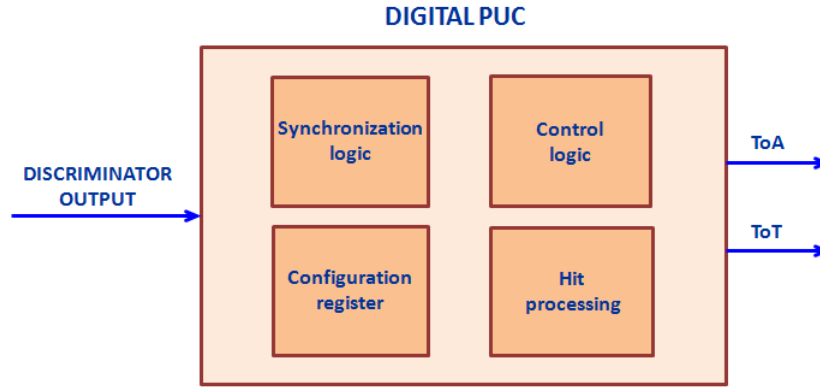 DIGITAL PUC
Synchronization
logic
Control
logic
ToA
DISCRIMINATOR
OUTPUT
ToT
Configuration
register
Hit
processing